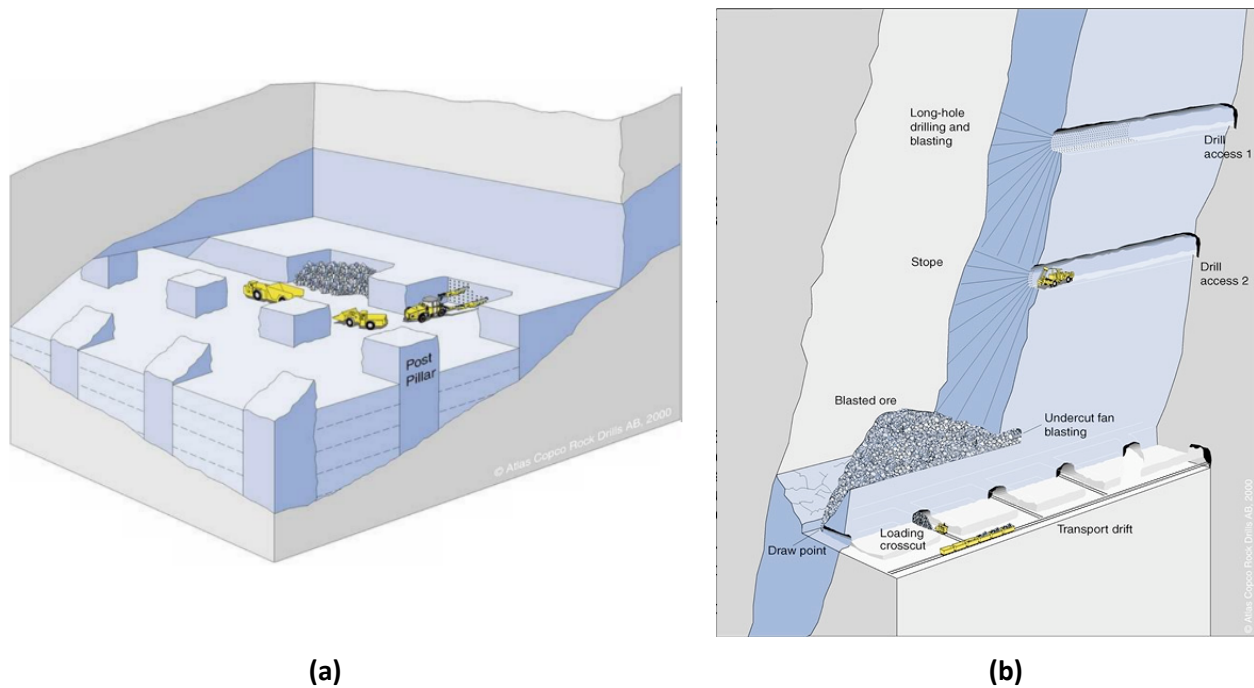 Post
Pillar
© Atlas Copco Rock Drills AB, 2000
(a)
Long-hole
drilling and
blasting
Drill
access 1
Stope
Drill
access 2
Blasted ore
Undercut fan
blasting
Draw point
Loading
crosscut
Transport drift
© Atlas Copco Rock Drills AB, 2000
(b)